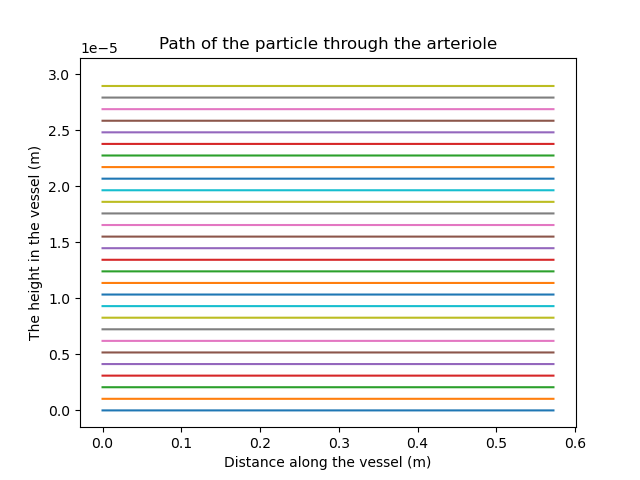 Path of the particle through the arteriole
1e−5
3.0
2.5
2.0
1.5
1.0
0.5
0.0
The height in the vessel (m)
0.0 0.1 0.2 0.3 0.4 0.5 0.6
Distance along the vessel (m)